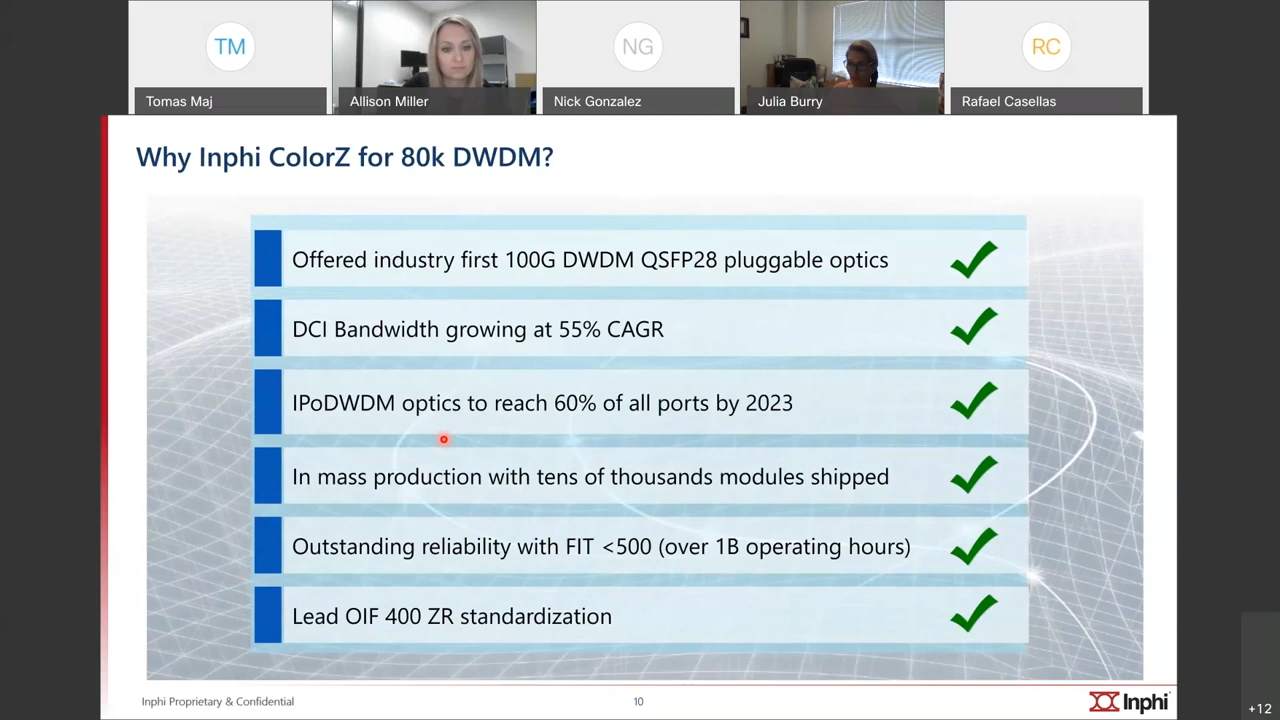 TM
NG
RC
Tomas Maj
Allison Miller
Nick Gonzalez
Julia Burry
Rafael Casellas
Why Inphi ColorZ for 80k DWDM?
Offered industry first 100G DWDM QSFP28 pluggable optics
DCI Bandwidth growing at 55% CAGR
IPoDWDM optics to reach 60% of all ports by 2023
In mass production with tens of thousands modules shipped
Outstanding reliability with FIT <500 (over 1B operating hours)
Lead OIF 400 ZR standardization
Inphi Proprietary & Confidential
10
Inphi
+12